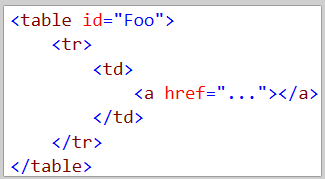 <table id="Foo">
    <tr>
        <td>
            <a href="..."></a>
        </td>
    </tr>
</table>